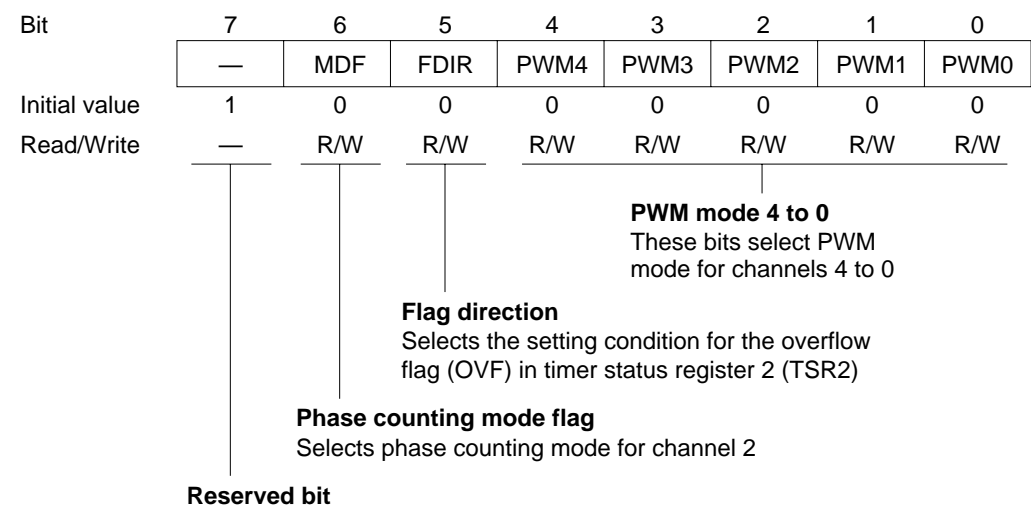 Bit 7 6 5 4 3 2 1 0
— MDF FDIR PWM4 PWM3 PWM2 PWM1 PWM0
Initial value 1 0 0 0 0 0 0 0
Read/Write — R/W R/W R/W R/W R/W R/W R/W
PWM mode 4 to 0
These bits select PWM
mode for channels 4 to 0
Flag direction
Selects the setting condition for the overflow
flag (OVF) in timer status register 2 (TSR2)
Phase counting mode flag
Selects phase counting mode for channel 2
Reserved bit